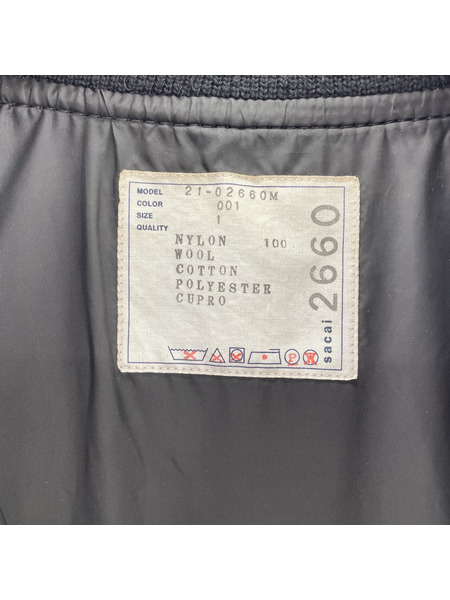 MODEL 21-02660M
COLOR 001
SIZE 1
QUALITY
NYLON 100
WOOL
COTTON
POLYESTER
CUPRO
P
sacai 2660